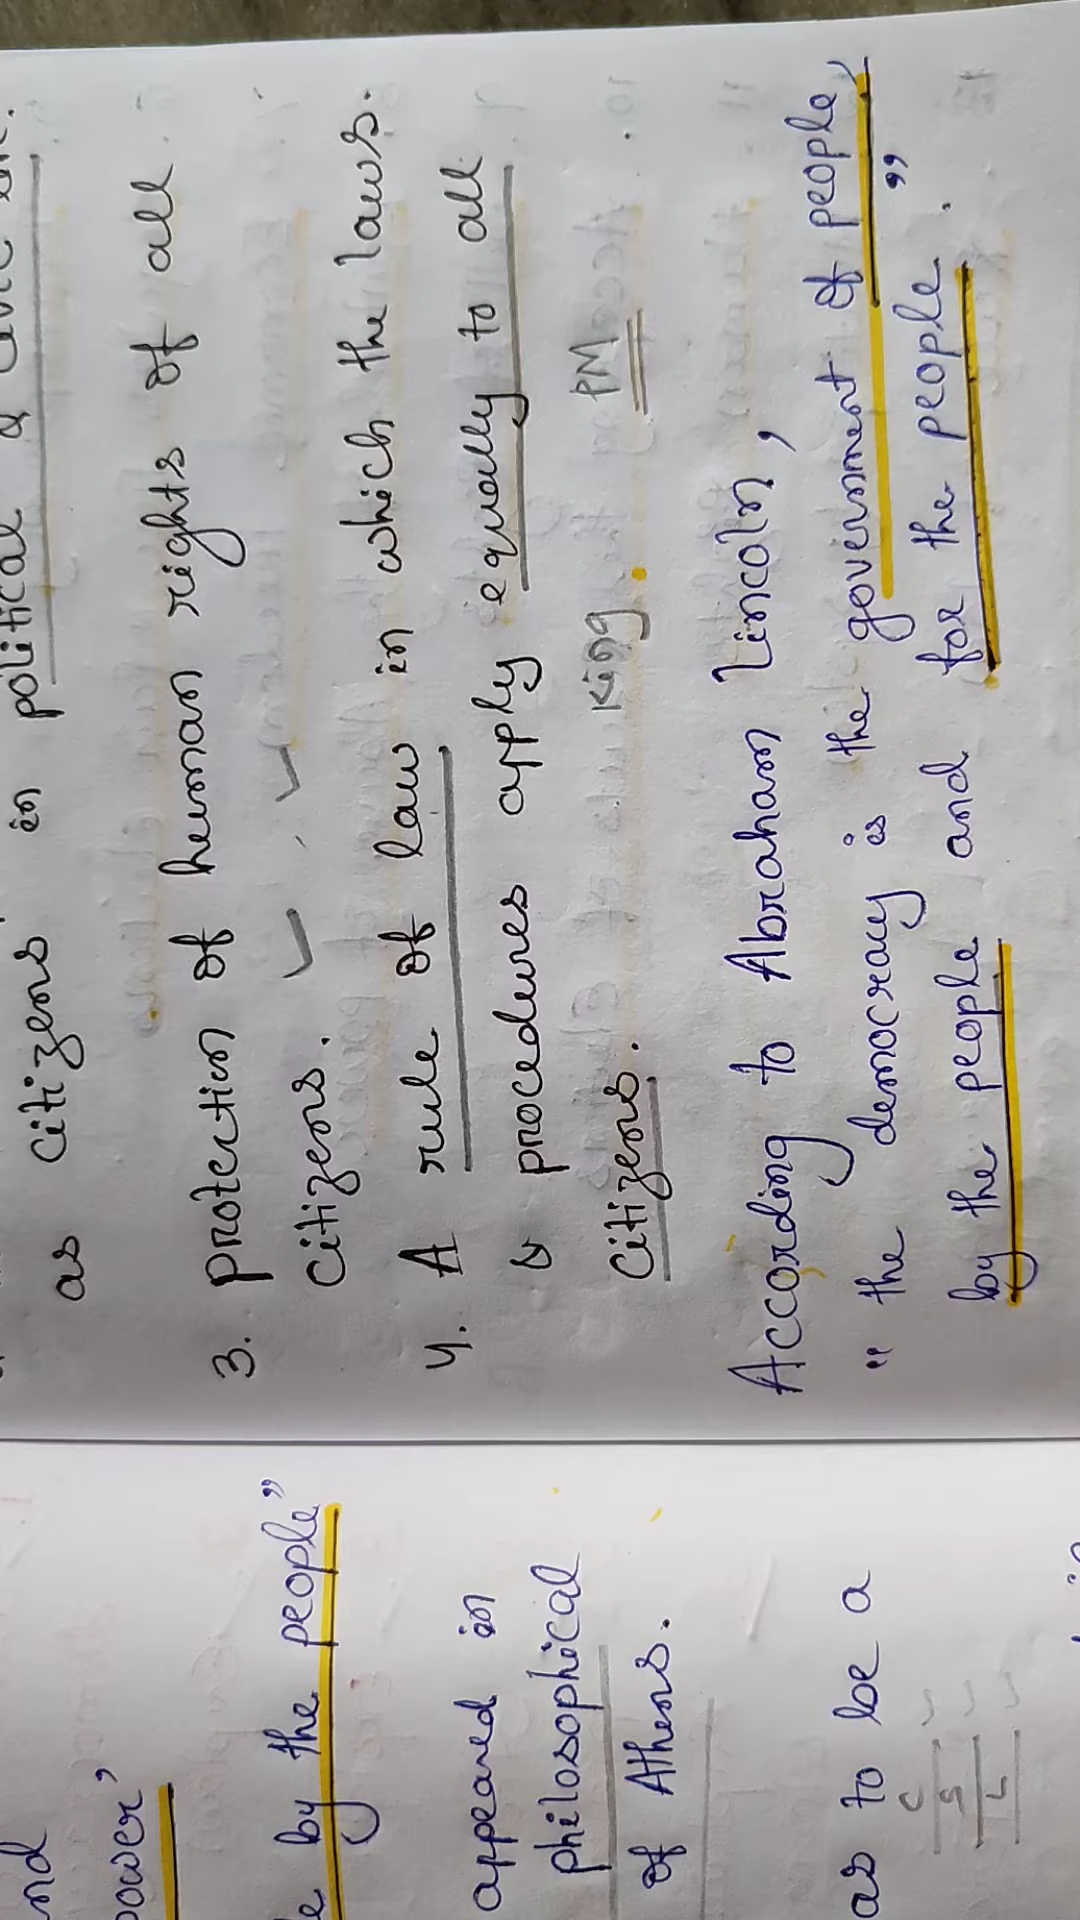 as citizens in political &
3. protection of human rights of all
citizens.
4. A rule of law in which the laws.
& procedures apply equally to all
citizens. King. PM
According to Abraham Lincoln,
" the democracy is the government of people,
by the people and for the people. "
power'
by the people"
appeared in
philosophical
of Athens.
as to be a
C
S
L